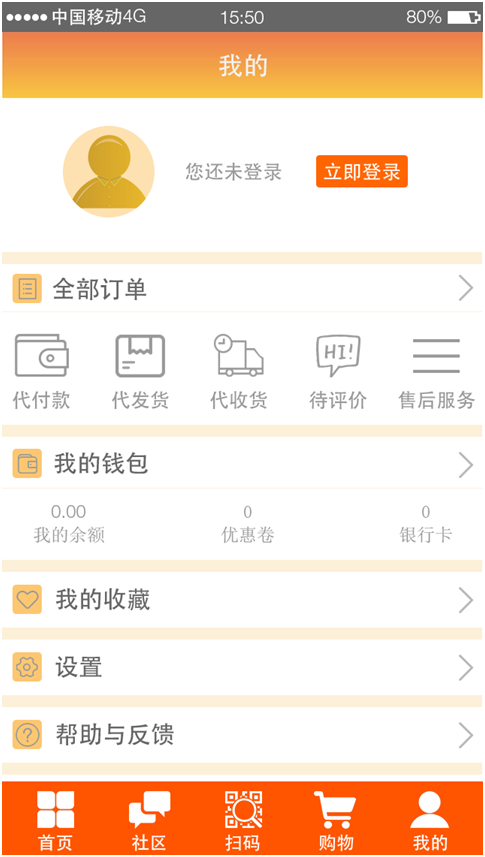 中国移动4G 15:50 80%
我的
您还未登录 立即登录
全部订单
HI!
代付款 代发货 代收货 待评价 售后服务
我的钱包
0.00 0 0
我的余额 优惠卷 银行卡
我的收藏
设置
帮助与反馈
首页 社区 扫码 购物 我的